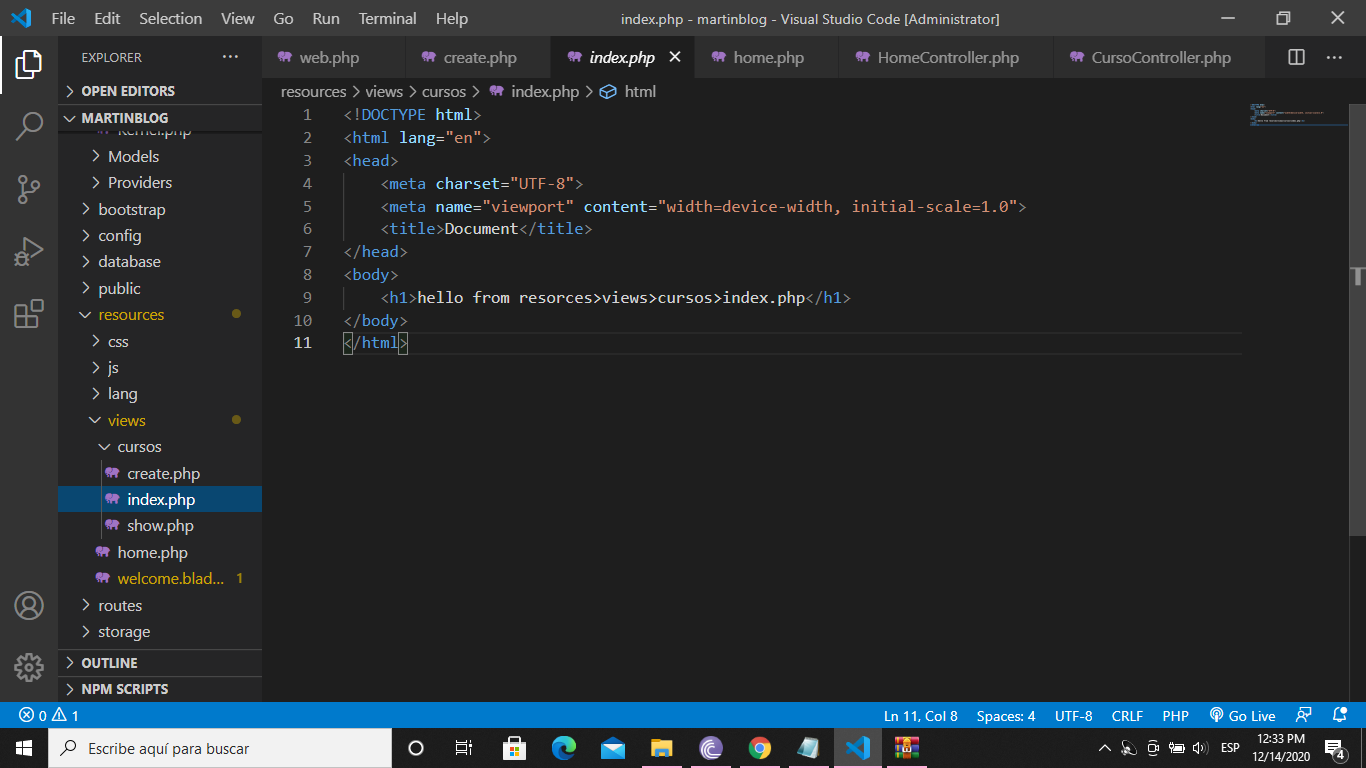 File Edit Selection View Go Run Terminal Help index.php - martinblog - Visual Studio Code [Administrator]
EXPLORER
web.php create.php index.php home.php HomeController.php CursoController.php
OPEN EDITORS
MARTINBLOG
Kernel.php
Models
Providers
bootstrap
config
database
public
resources
css
js
lang
views
cursos
create.php
index.php
show.php
home.php
welcome.blad... 1
routes
storage
OUTLINE
NPM SCRIPTS
resources > views > cursos > index.php > html
1 <!DOCTYPE html>
2 <html lang="en">
3 <head>
4 <meta charset="UTF-8">
5 <meta name="viewport" content="width=device-width, initial-scale=1.0">
6 <title>Document</title>
7 </head>
8 <body>
9 <h1>hello from resorces>views>cursos>index.php</h1>
10 </body>
11 </html>
0 1 Ln 11, Col 8 Spaces: 4 UTF-8 CRLF PHP Go Live
Escribe aquí para buscar
ESP
12:33 PM
12/14/2020
4